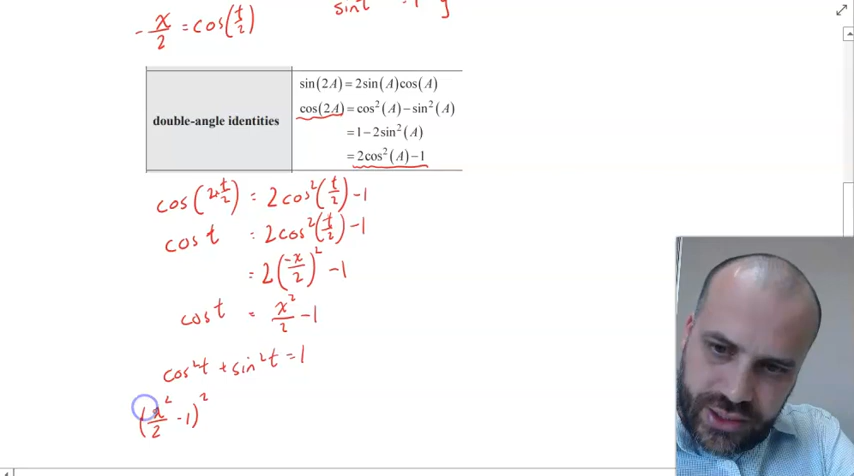 -x/2 = cos(t/2)
sin t
double-angle identities
sin(2A) = 2sin(A)cos(A)
cos(2A) = cos²(A) − sin²(A)
= 1 − 2sin²(A)
= 2cos²(A) − 1
cos(2×t/2) = 2cos²(t/2) − 1
cos t = 2cos²(t/2) − 1
= 2(-x/2)² − 1
cos t = x²/2 − 1
cos²t + sin²t = 1
(x²/2 − 1)²